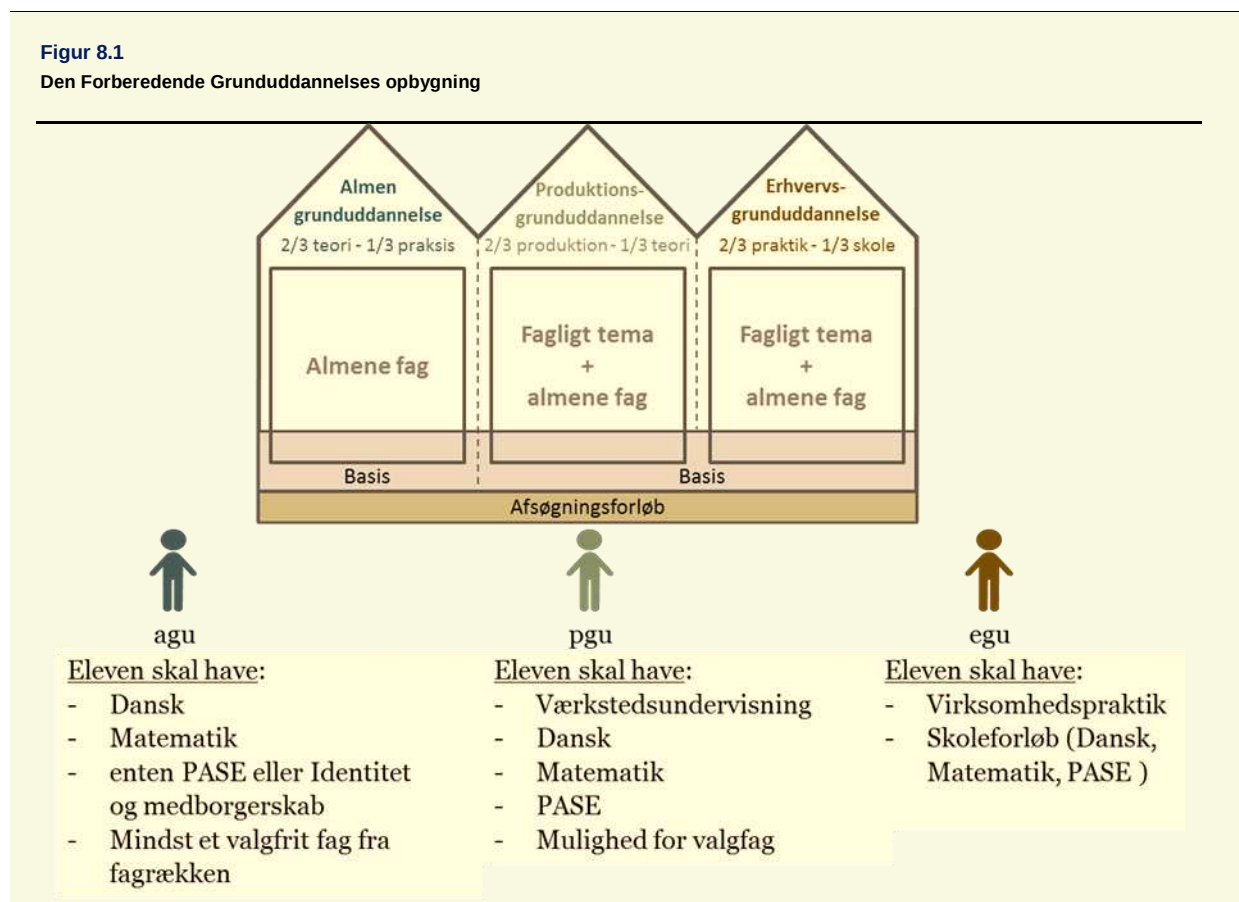 Figur 8.1
Den Forberedende Grunduddannelses opbygning
Almen
grunduddannelse
2/3 teori - 1/3 praksis
Produktions-
grunduddannelse
2/3 produktion - 1/3 teori
Erhvervs-
grunduddannelse
2/3 praktik - 1/3 skole
Almene fag
Fagligt tema
+
almene fag
Fagligt tema
+
almene fag
Basis
Basis
Afsøgningsforløb
agu
Eleven skal have:
- Dansk
- Matematik
- enten PASE eller Identitet
og medborgerskab
- Mindst et valgfrit fag fra
fagrækken
pgu
Eleven skal have:
- Værkstedsundervisning
- Dansk
- Matematik
- PASE
- Mulighed for valgfag
egu
Eleven skal have:
- Virksomhedspraktik
- Skoleforløb (Dansk,
Matematik, PASE )